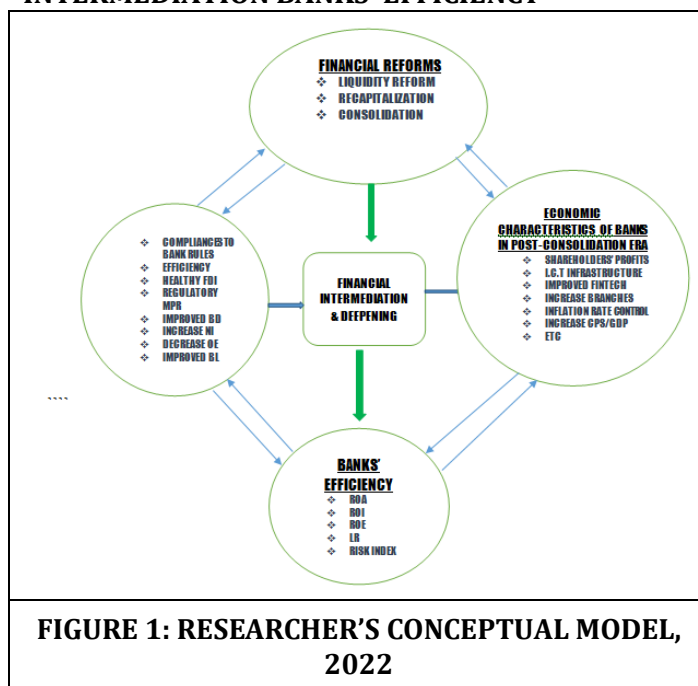 INTERMEDIATION BANKS' EFFICIENCY
FINANCIAL REFORMS
❖ LIQUIDITY REFORM
❖ RECAPITALIZATION
❖ CONSOLIDATION
❖ COMPLIANCES TO
BANK RULES
❖ EFFICIENCY
❖ HEALTHY FDI
❖ REGULATORY
MPR
❖ IMPROVED BD
❖ INCREASE NI
❖ DECREASE OE
❖ IMPROVED BL
FINANCIAL
INTERMEDIATION
& DEEPENING
ECONOMIC
CHARACTERISTICS OF BANKS
IN POST-CONSOLIDATION ERA
❖ SHAREHOLDERS' PROFITS
❖ I.C.T INFRASTRUCTURE
❖ IMPROVED FINTECH
❖ INCREASE BRANCHES
❖ INFLATION RATE CONTROL
❖ INCREASE CPS/GDP
❖ ETC
````
BANKS'
EFFICIENCY
❖ ROA
❖ ROI
❖ ROE
❖ LR
❖ RISK INDEX
FIGURE 1: RESEARCHER'S CONCEPTUAL MODEL,
2022